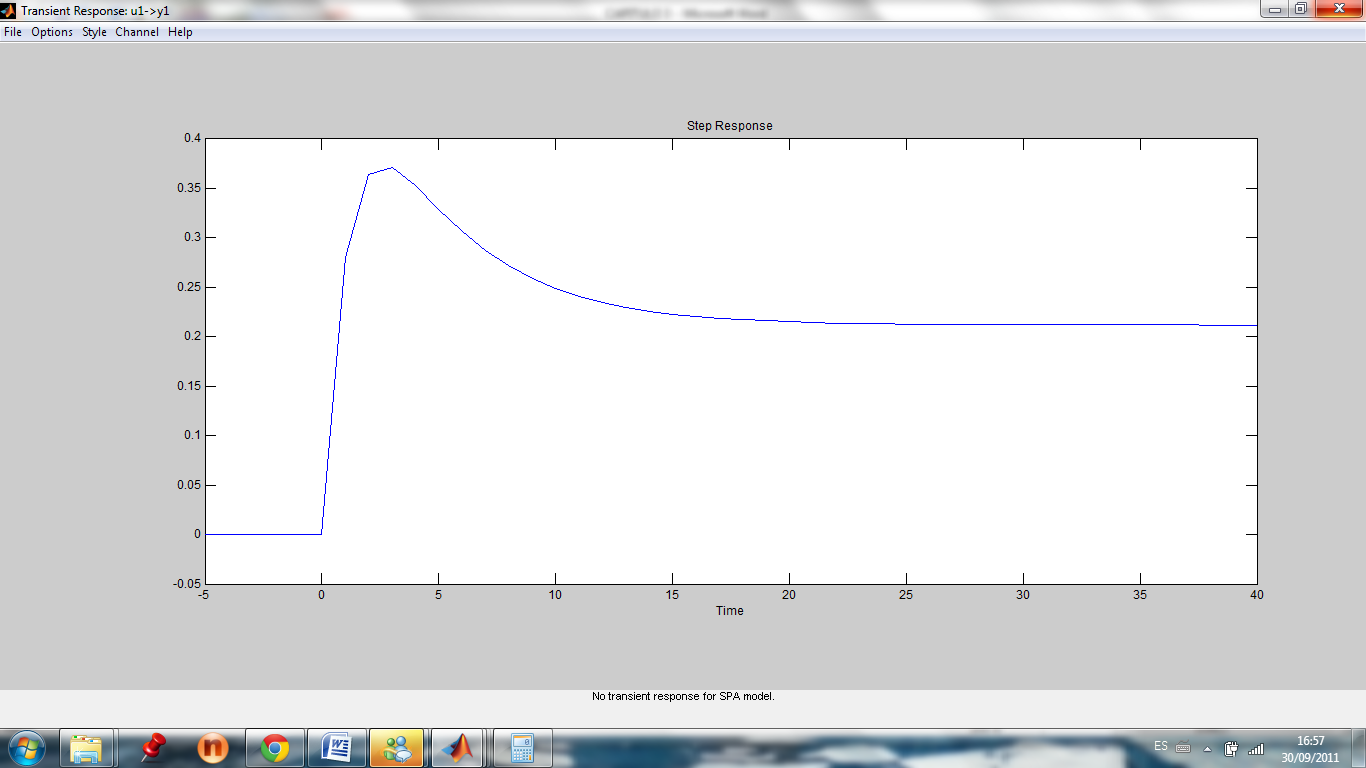 Transient Response: u1->y1
File Options Style Channel Help
Step Response
0.4
0.35
0.3
0.25
0.2
0.15
0.1
0.05
0
-0.05
-5 0 5 10 15 20 25 30 35 40
Time
No transient response for SPA model.
ES
16:57
30/09/2011